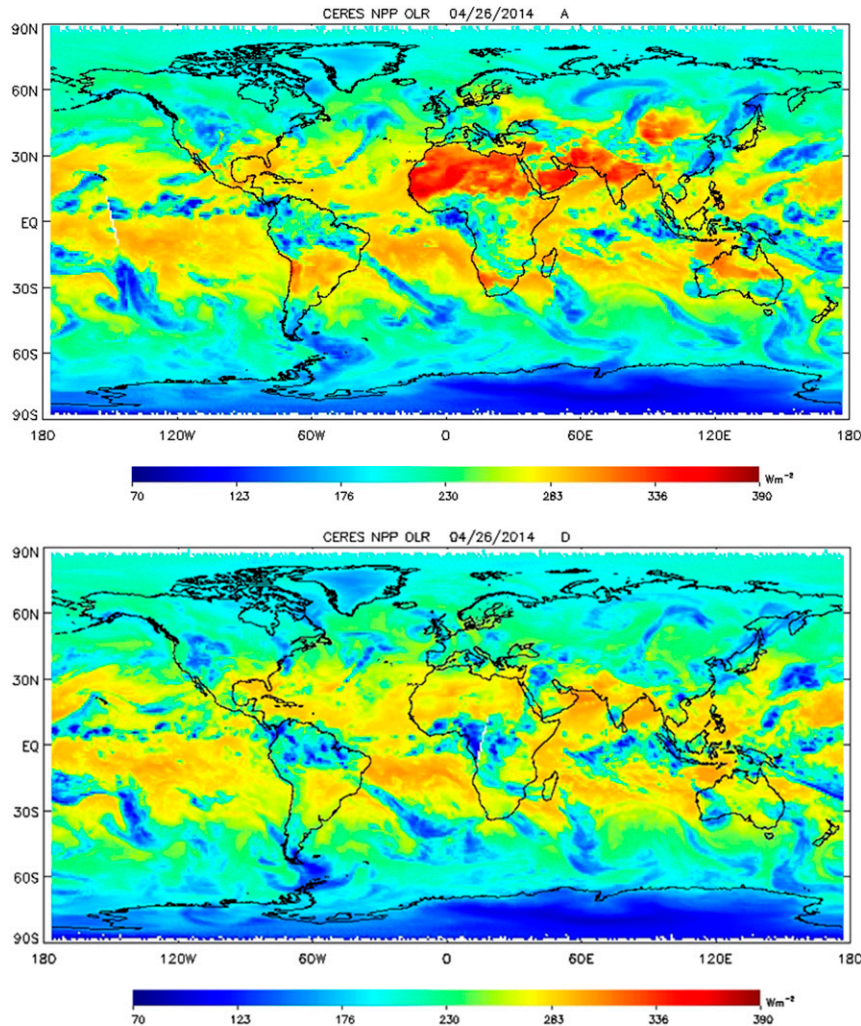 CERES NPP OLR 04/26/2014 A
90N
60N
30N
EQ
30S
60S
90S
180 120W 60W 0 60E 120E 180
Wm-2
70 123 176 230 283 336 390
CERES NPP OLR 04/26/2014 D
90N
60N
30N
EQ
30S
60S
90S
180 120W 60W 0 60E 120E 180
Wm-2
70 123 176 230 283 336 390